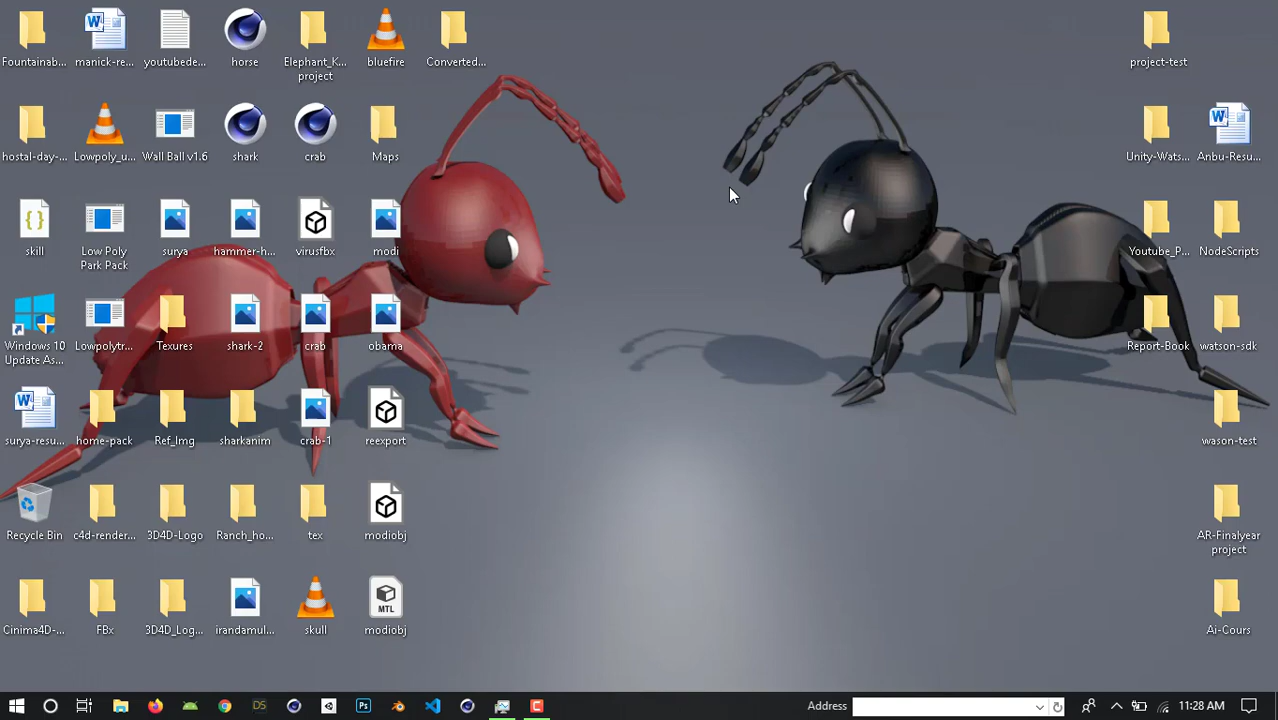 Fountainab...
manick-re...
youtubede...
horse
Elephant_K...
project
bluefire
Converted...
project-test
hostal-day-...
Lowpoly_u...
Wall Ball v1.6
shark
crab
Maps
Unity-Wats...
Anbu-Resu...
skill
Low Poly
Park Pack
surya
hammer-h...
virusfbx
modi
Youtube_P...
NodeScripts
Windows 10
Update As...
Lowpolytr...
Texures
shark-2
crab
obama
Report-Book
watson-sdk
surya-resu...
home-pack
Ref_Img
sharkanim
crab-1
reexport
wason-test
Recycle Bin
c4d-render...
3D4D-Logo
Ranch_ho...
tex
modiobj
AR-Finalyear
project
Cinima4D-...
FBx
3D4D_Log...
irandamul...
skull
MTL
modiobj
Ai-Cours
DS
Ps
C
Address
11:28 AM